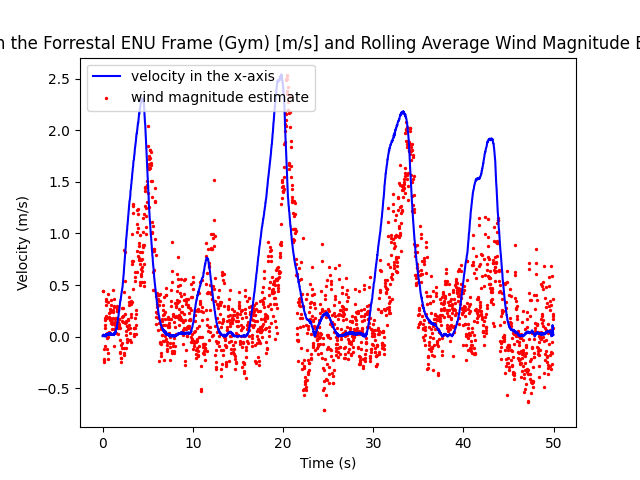 the Forrestal ENU Frame (Gym) [m/s] and Rolling Average Wind Magnitude
velocity in the x-axis
wind magnitude estimate
2.5
2.0
1.5
1.0
0.5
0.0
−0.5
Velocity (m/s)
0
10
20
30
40
50
Time (s)